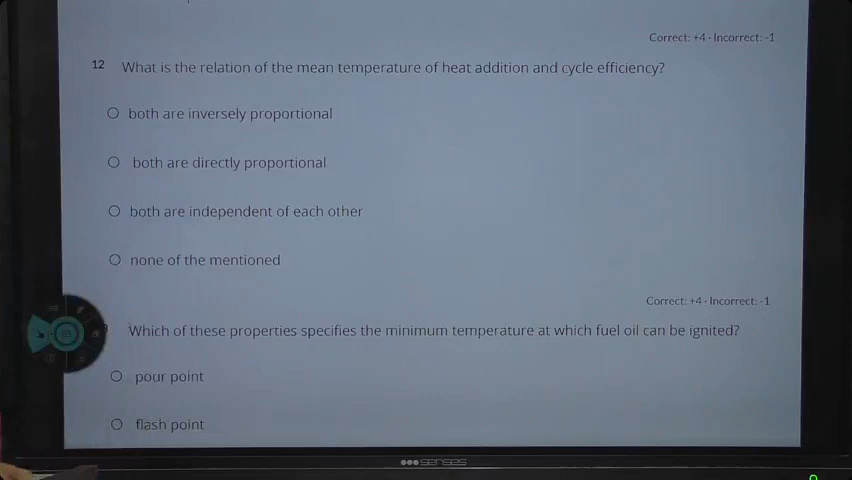 Correct: +4 · Incorrect: -1
12 What is the relation of the mean temperature of heat addition and cycle efficiency?
both are inversely proportional
both are directly proportional
both are independent of each other
none of the mentioned
Correct: +4 · Incorrect: -1
Which of these properties specifies the minimum temperature at which fuel oil can be ignited?
pour point
flash point
senses